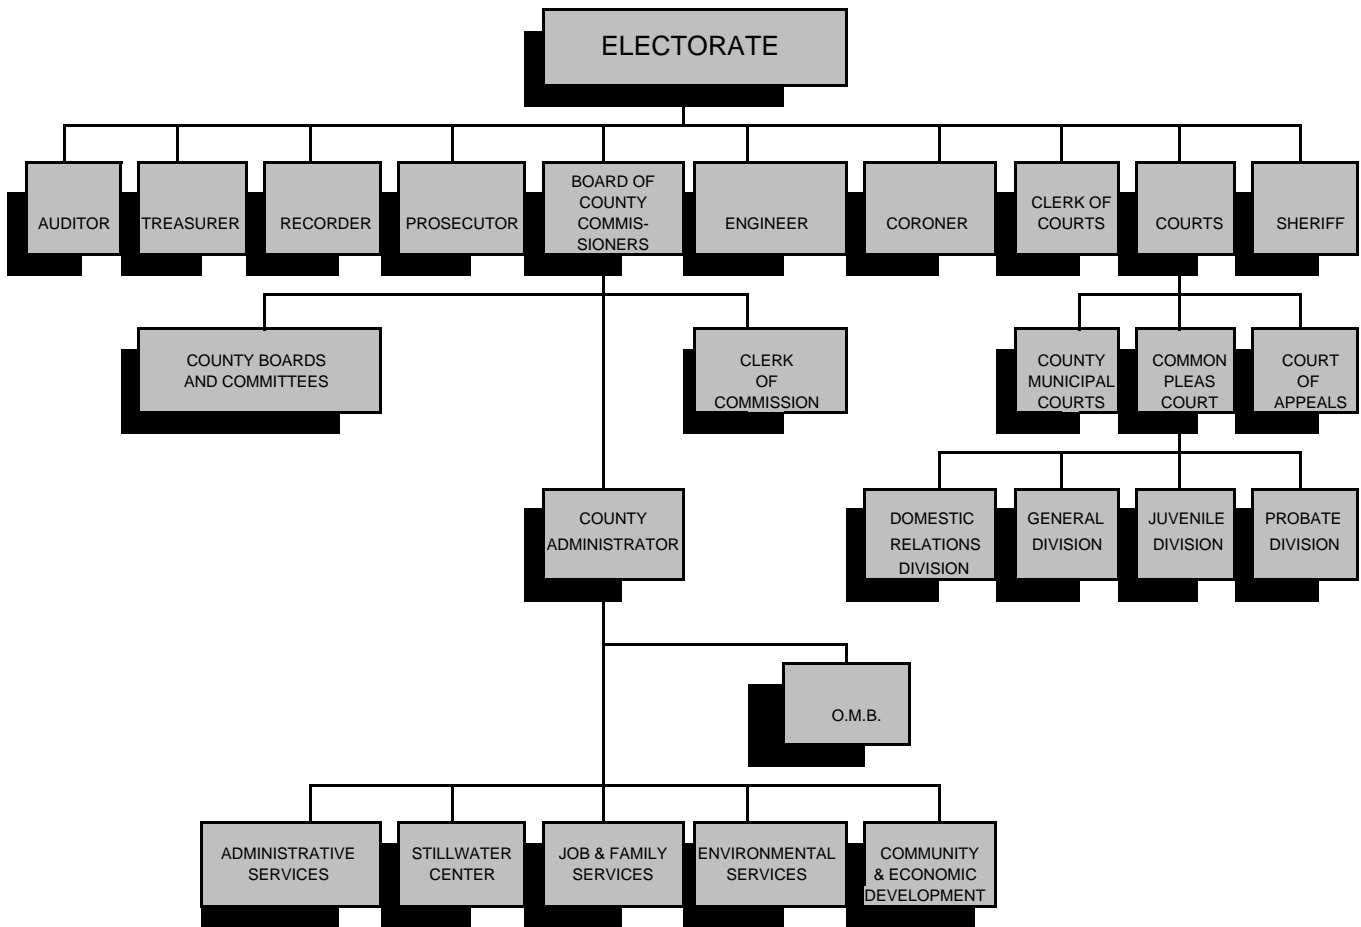 ELECTORATE
AUDITOR
TREASURER
RECORDER
PROSECUTOR
BOARD OF
COUNTY
COMMIS-
SIONERS
ENGINEER
CORONER
CLERK OF
COURTS
COURTS
SHERIFF
COUNTY BOARDS
AND COMMITTEES
CLERK
OF
COMMISSION
COUNTY
MUNICIPAL
COURTS
COMMON
PLEAS
COURT
COURT
OF
APPEALS
COUNTY
ADMINISTRATOR
DOMESTIC
RELATIONS
DIVISION
GENERAL
DIVISION
JUVENILE
DIVISION
PROBATE
DIVISION
O.M.B.
ADMINISTRATIVE
SERVICES
STILLWATER
CENTER
JOB & FAMILY
SERVICES
ENVIRONMENTAL
SERVICES
COMMUNITY
& ECONOMIC
DEVELOPMENT